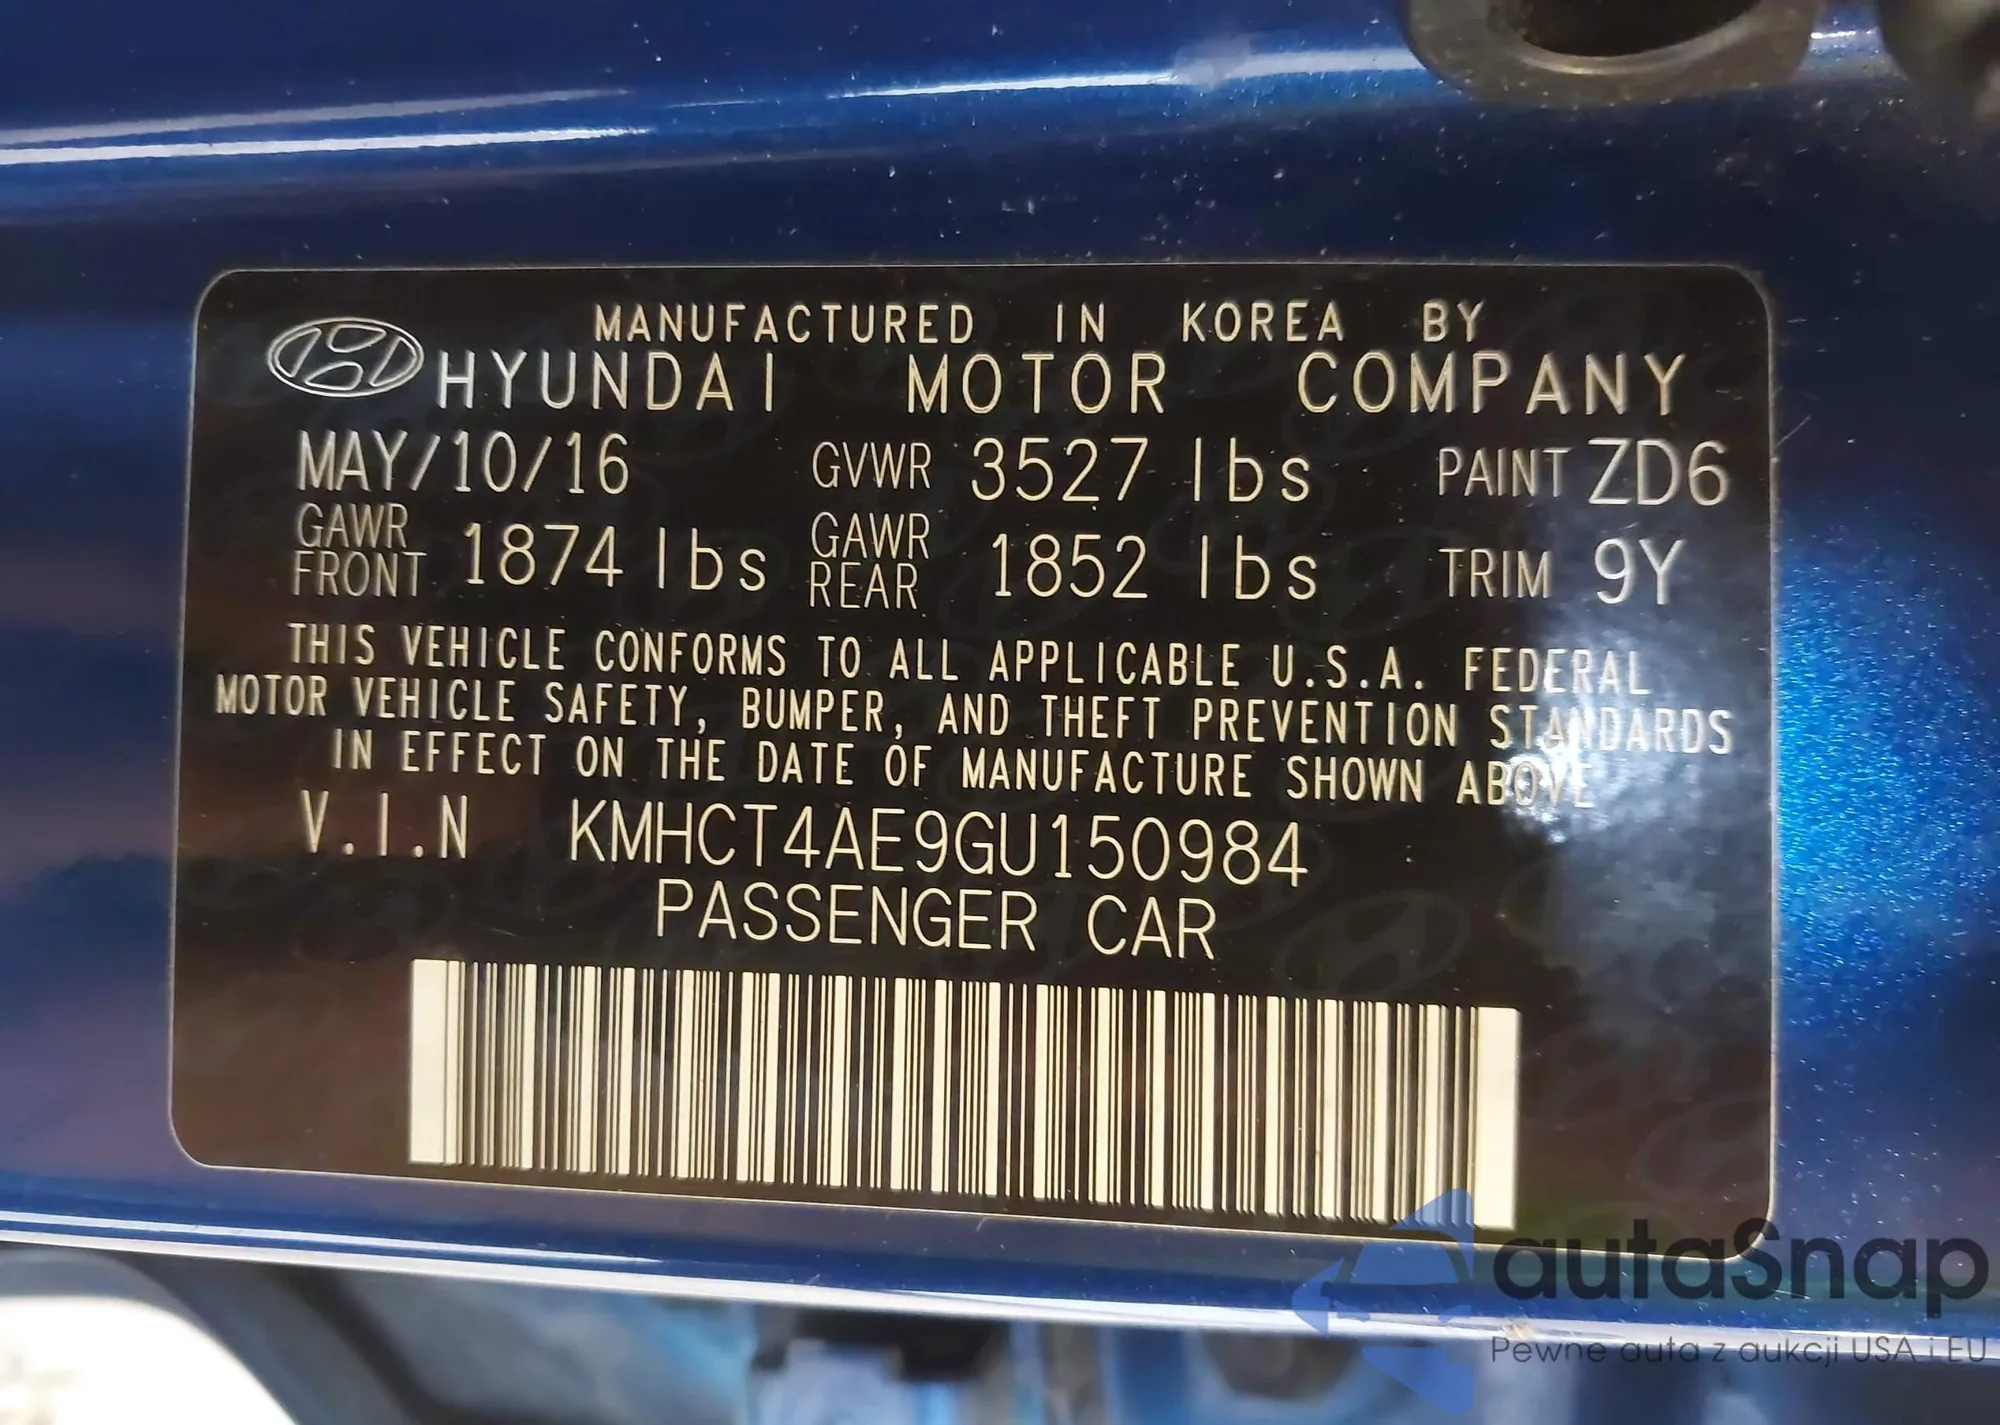 MANUFACTURED IN KOREA BY
HYUNDAI MOTOR COMPANY
MAY/10/16 GVWR 3527 lbs PAINT ZD6
GAWR FRONT 1874 lbs GAWR REAR 1852 lbs TRIM 9Y
THIS VEHICLE CONFORMS TO ALL APPLICABLE U.S.A. FEDERAL
MOTOR VEHICLE SAFETY, BUMPER, AND THEFT PREVENTION STANDARDS
IN EFFECT ON THE DATE OF MANUFACTURE SHOWN ABOVE
V.I.N KMHCT4AE9GU150984
PASSENGER CAR
autaSnap
Pewne auta z aukcji USA i EU